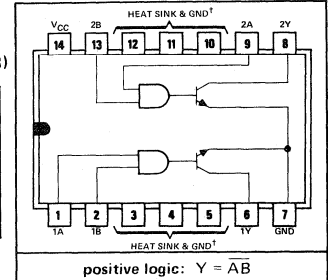 HEAT SINK & GND†
VCC 2B 2A 2Y
14 13 12 11 10 9 8
1 2 3 4 5 6 7
1A 1B 1Y GND
HEAT SINK & GND†
positive logic: Y = A̅B̅